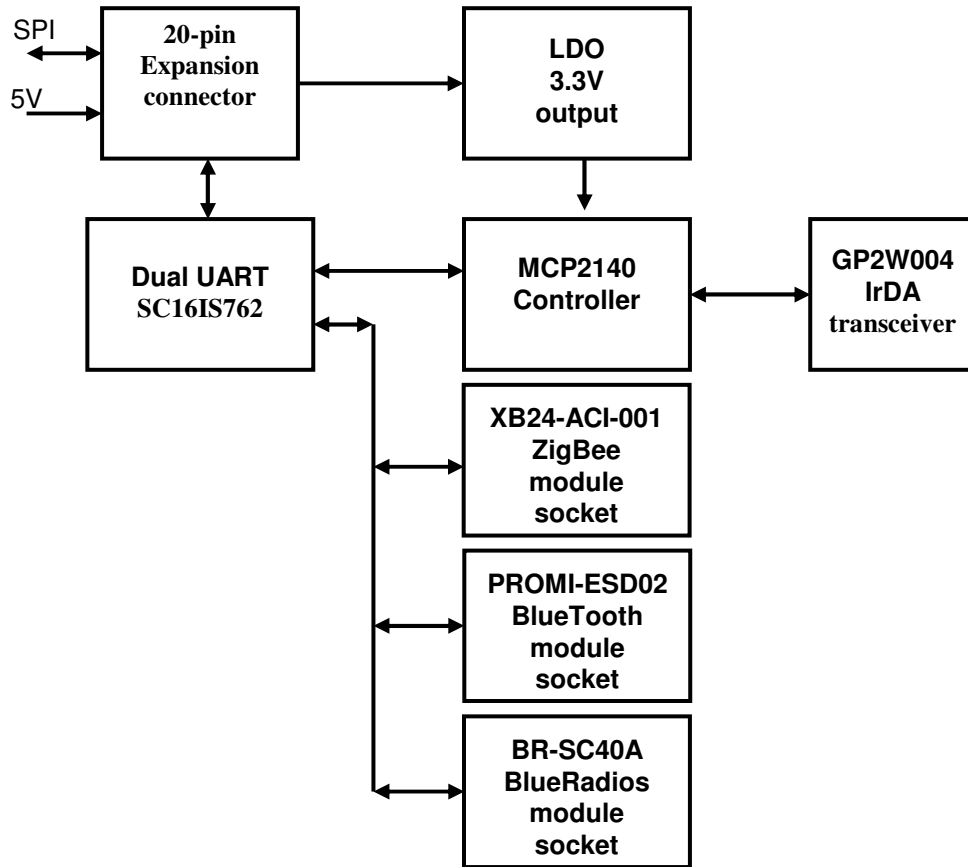 SPI
5V
20-pin
Expansion
connector
LDO
3.3V
output
Dual UART
SC16IS762
MCP2140
Controller
GP2W004
IrDA
transceiver
XB24-ACI-001
ZigBee
module
socket
PROMI-ESD02
BlueTooth
module
socket
BR-SC40A
BlueRadios
module
socket